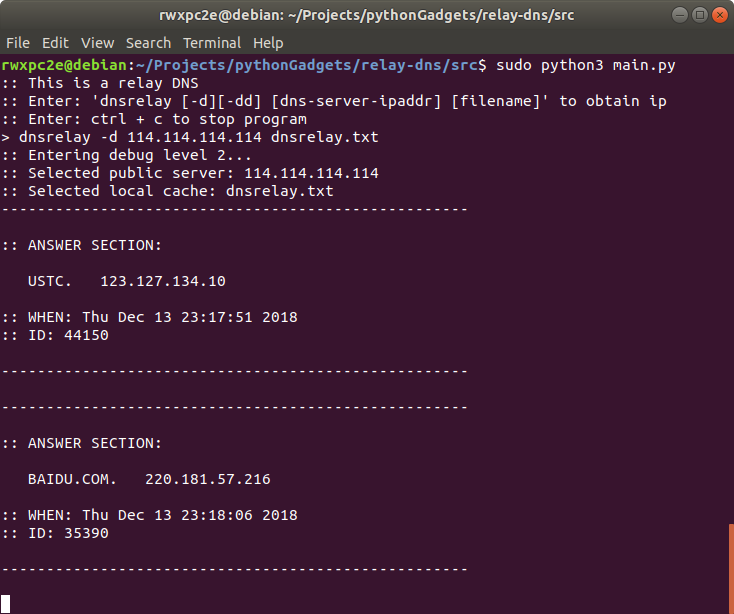 rwxpc2e@debian: ~/Projects/pythonGadgets/relay-dns/src
File Edit View Search Terminal Help
rwxpc2e@debian:~/Projects/pythonGadgets/relay-dns/src$ sudo python3 main.py
:: This is a relay DNS
:: Enter: 'dnsrelay [-d][-dd] [dns-server-ipaddr] [filename]' to obtain ip
:: Enter: ctrl + c to stop program
> dnsrelay -d 114.114.114.114 dnsrelay.txt
:: Entering debug level 2...
:: Selected public server: 114.114.114.114
:: Selected local cache: dnsrelay.txt
----------------------------------------------------
:: ANSWER SECTION:
USTC. 123.127.134.10
:: WHEN: Thu Dec 13 23:17:51 2018
:: ID: 44150
----------------------------------------------------
----------------------------------------------------
:: ANSWER SECTION:
BAIDU.COM. 220.181.57.216
:: WHEN: Thu Dec 13 23:18:06 2018
:: ID: 35390
----------------------------------------------------